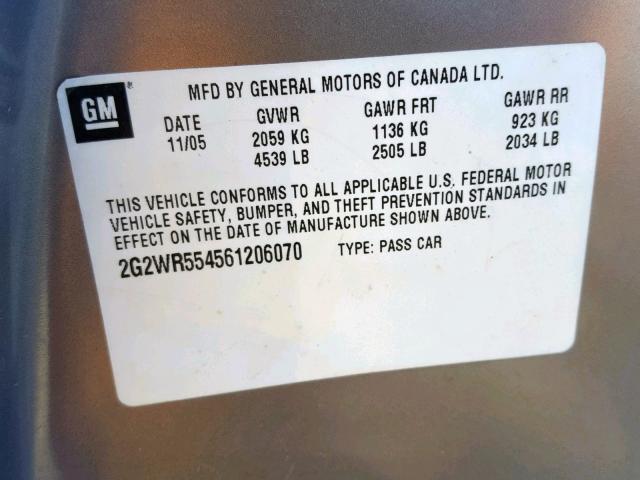 GM
MFD BY GENERAL MOTORS OF CANADA LTD.
DATE GVWR GAWR FRT GAWR RR
11/05 2059 KG 1136 KG 923 KG
4539 LB 2505 LB 2034 LB
THIS VEHICLE CONFORMS TO ALL APPLICABLE U.S. FEDERAL MOTOR
VEHICLE SAFETY, BUMPER, AND THEFT PREVENTION STANDARDS IN
EFFECT ON THE DATE OF MANUFACTURE SHOWN ABOVE.
2G2WR554561206070 TYPE: PASS CAR